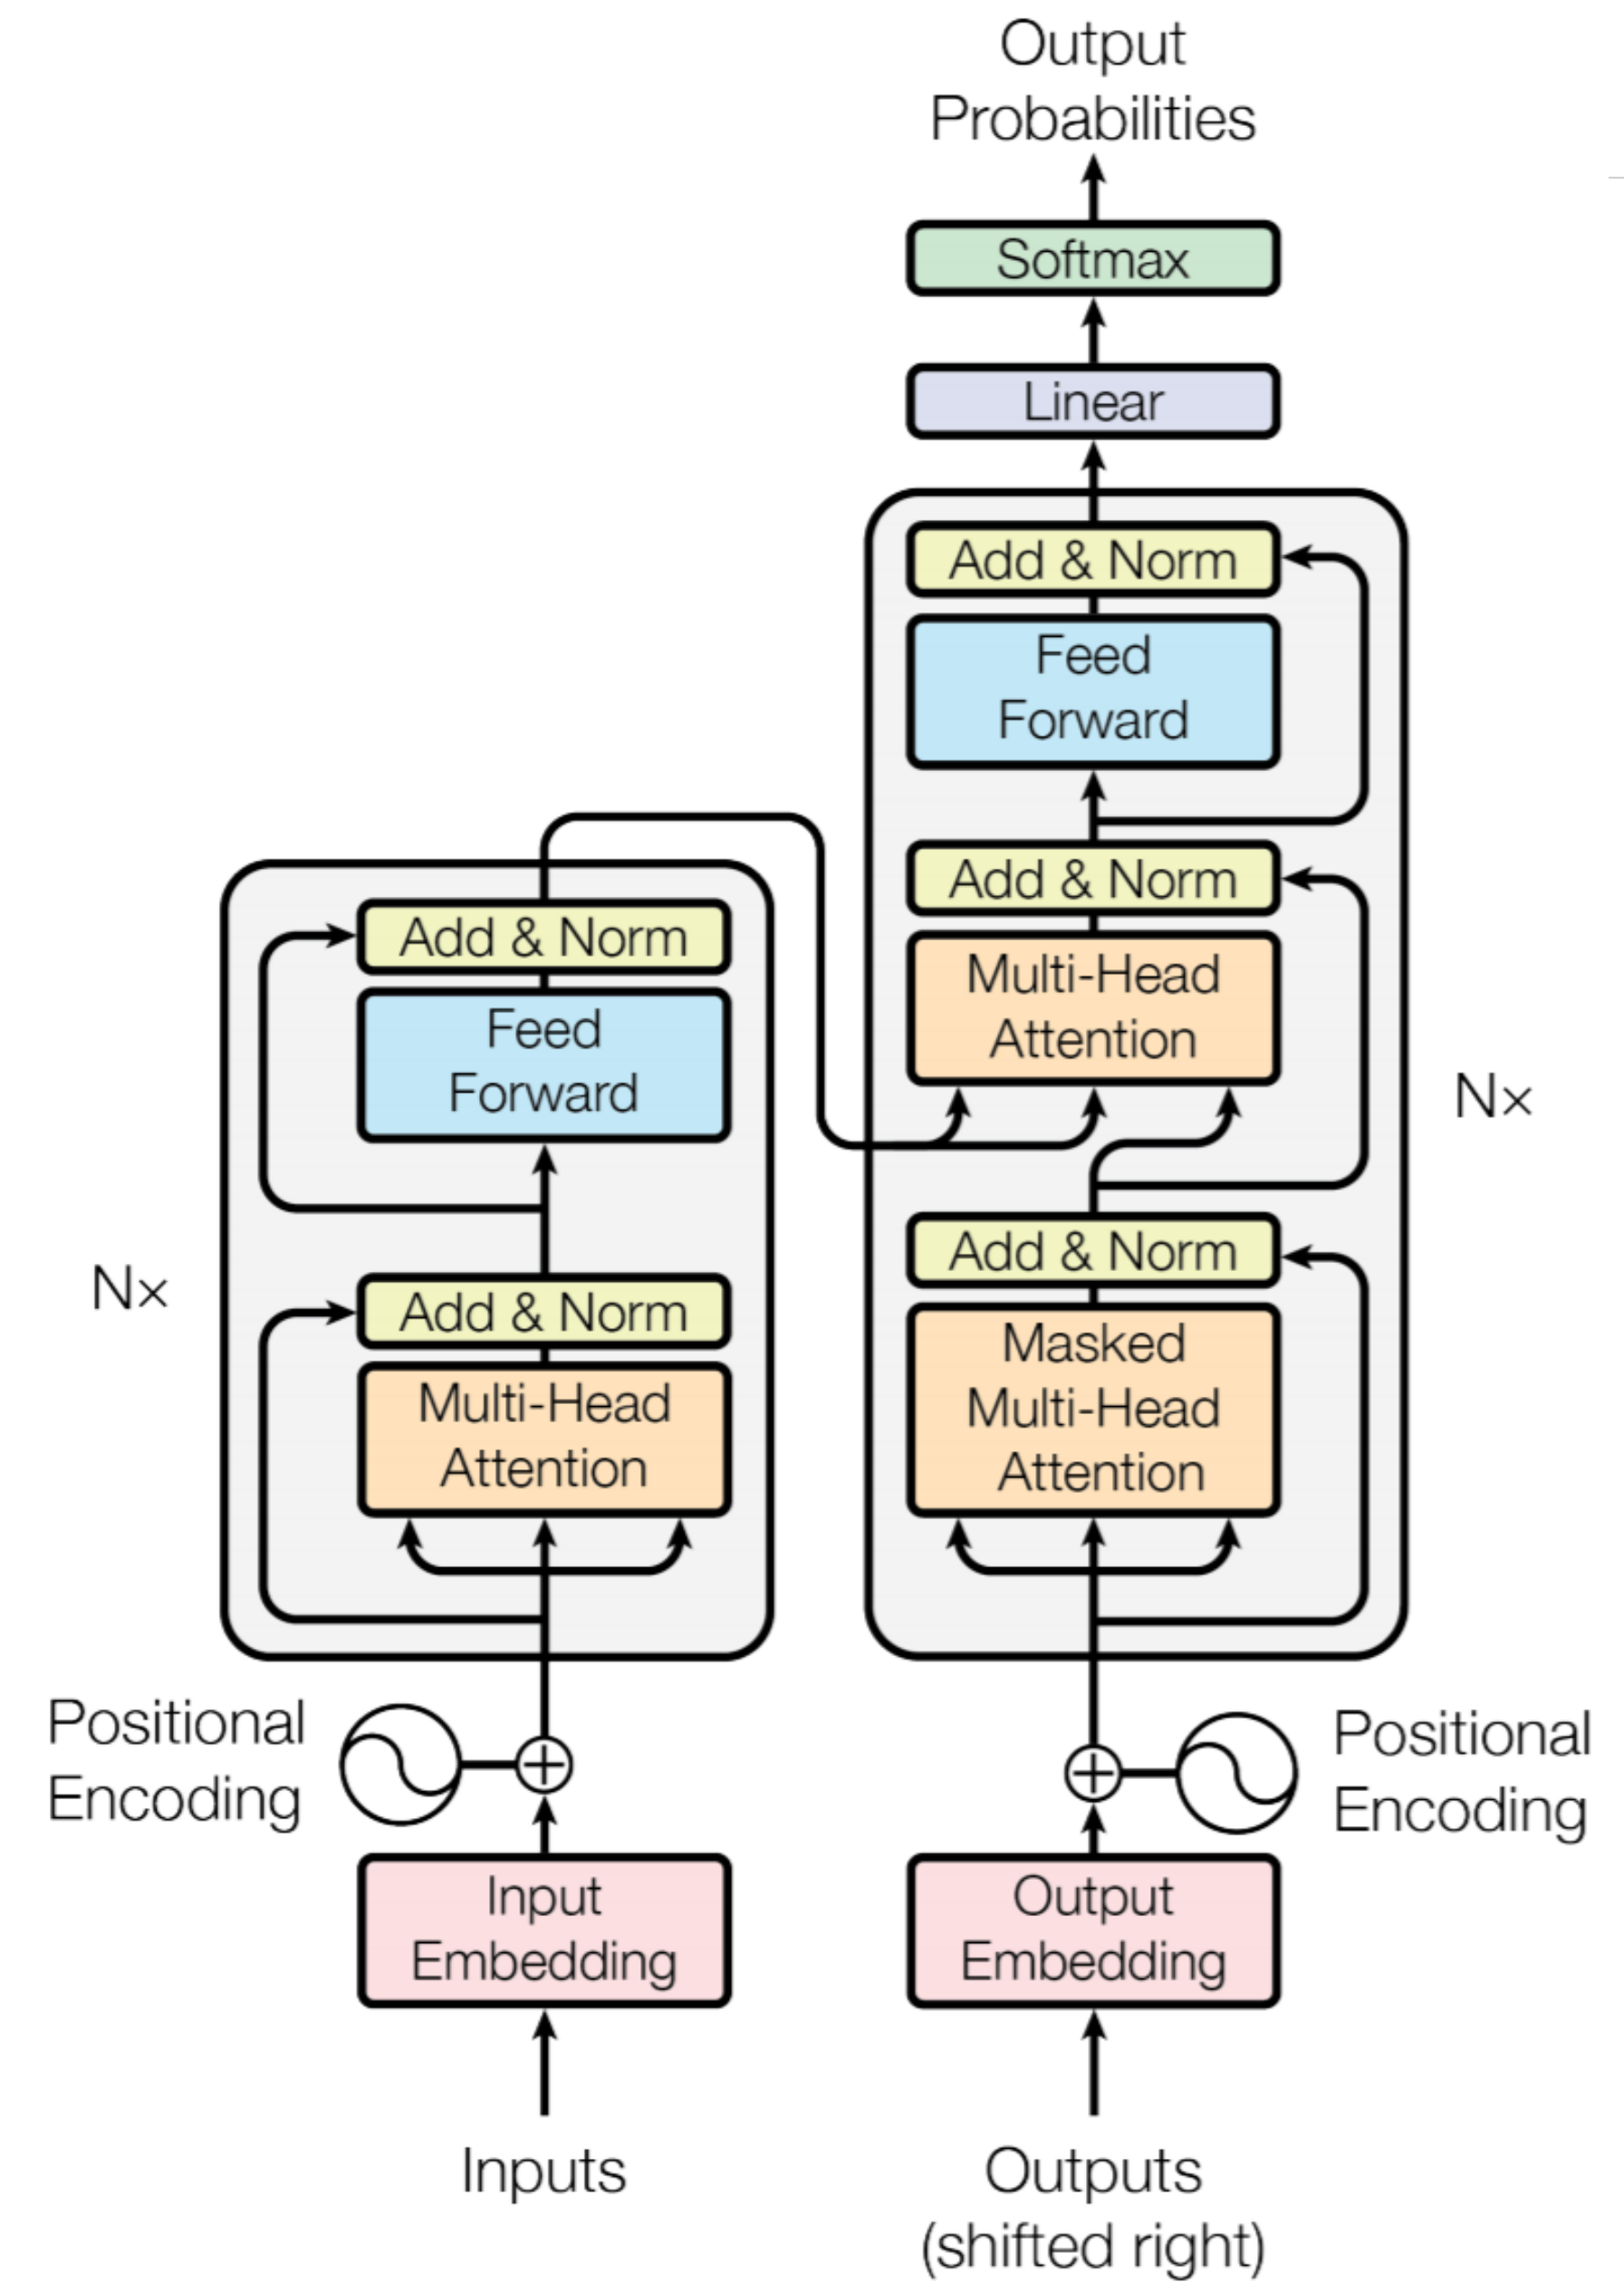 Output
Probabilities
Softmax
Linear
Add & Norm
Feed
Forward
Add & Norm
Multi-Head
Attention
Nx
Add & Norm
Masked
Multi-Head
Attention
Add & Norm
Feed
Forward
Nx
Add & Norm
Multi-Head
Attention
Positional
Encoding
Positional
Encoding
Input
Embedding
Output
Embedding
Inputs
Outputs
(shifted right)